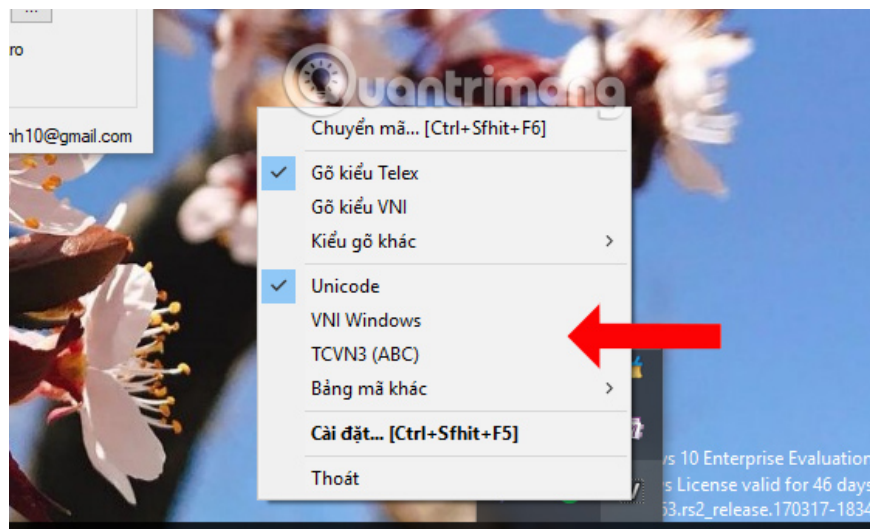 ...
ro
nh10@gmail.com
Quantrimang
Chuyển mã... [Ctrl+Sfhit+F6]
Gõ kiểu Telex
Gõ kiểu VNI
Kiểu gõ khác
Unicode
VNI Windows
TCVN3 (ABC)
Bảng mã khác
Cài đặt... [Ctrl+Sfhit+F5]
Thoát
vs 10 Enterprise Evaluation
s License valid for 46 days
63.rs2_release.170317-1834